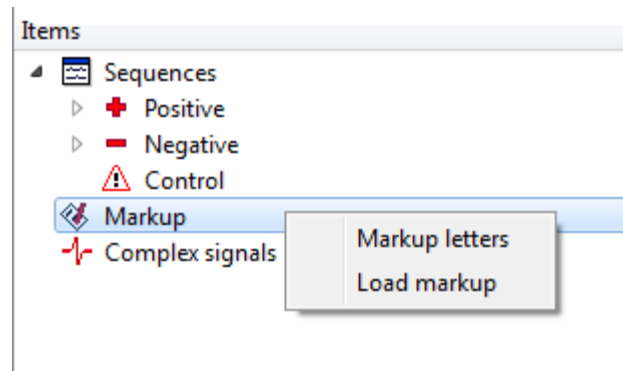 Items
Sequences
Positive
Negative
Control
Markup
Complex signals
Markup letters
Load markup